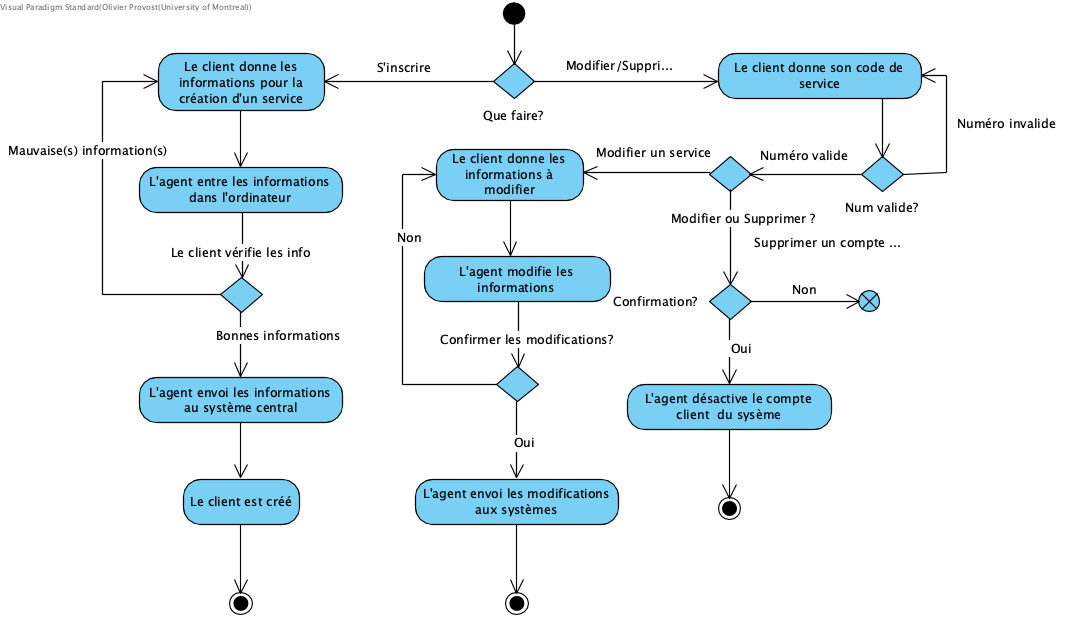 Visual Paradigm Standard(Olivier Provost(University of Montreal))
Le client donne les
informations pour la
création d'un service
S'inscrire
Modifier/Suppri...
Le client donne son code de
service
Que faire?
Numéro invalide
Mauvaise(s) information(s)
Le client donne les
informations à
modifier
Modifier un service
Numéro valide
L'agent entre les informations
dans l'ordinateur
Num valide?
Modifier ou Supprimer ?
Non
Supprimer un compte ...
Le client vérifie les info
L'agent modifie les
informations
Confirmation?
Non
Bonnes informations
Confirmer les modifications?
Oui
L'agent envoi les informations
au système central
L'agent désactive le compte
client du sysème
Oui
Le client est créé
L'agent envoi les modifications
aux systèmes